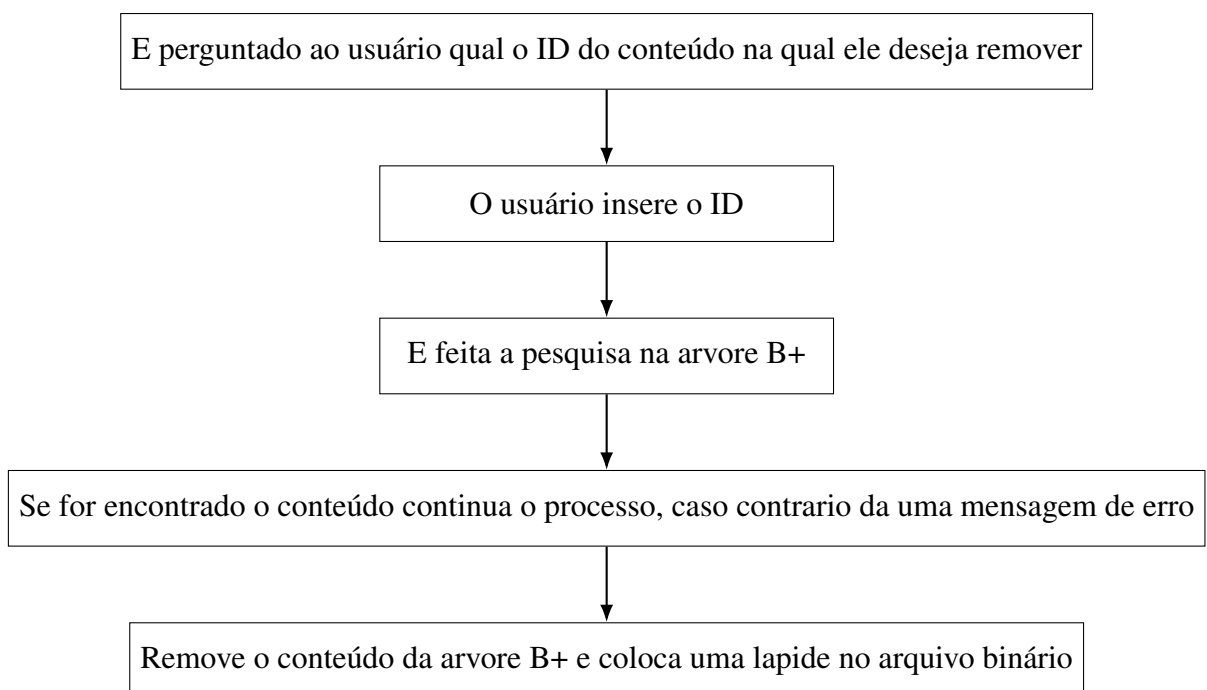 E perguntado ao usuário qual o ID do conteúdo na qual ele deseja remover
O usuário insere o ID
E feita a pesquisa na arvore B+
Se for encontrado o conteúdo continua o processo, caso contrario da uma mensagem de erro
Remove o conteúdo da arvore B+ e coloca uma lapide no arquivo binário